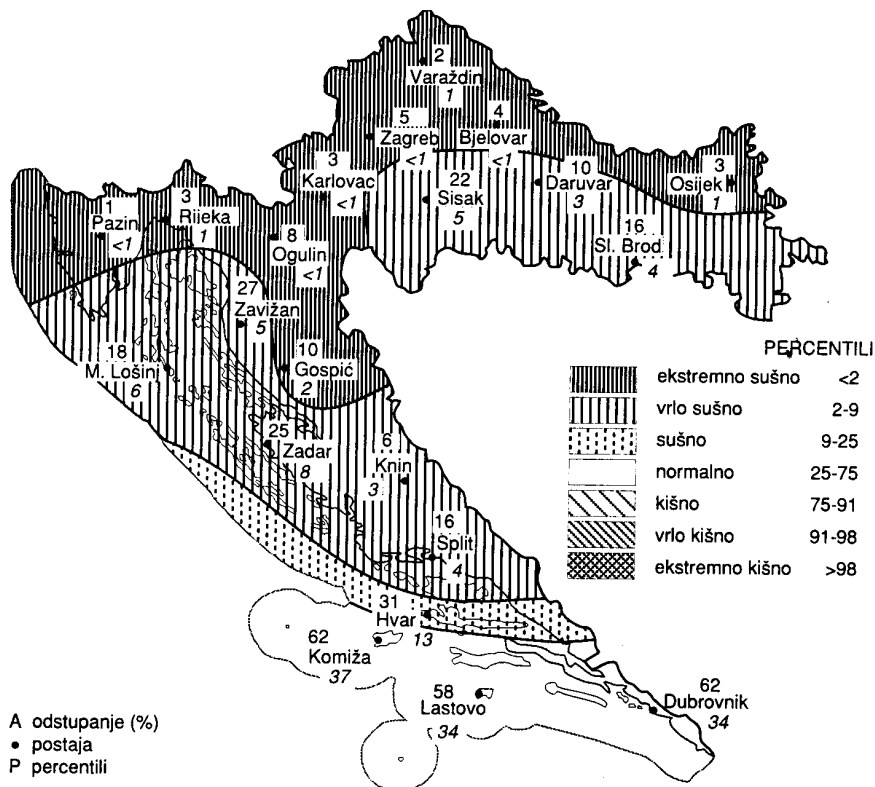 2
Varaždin
1
5
Zagreb
<1
4
Bjelovar
<1
3
Karlovac
<1
22
Sisak
5
10
Daruvar
3
3
Osijek
1
16
Sl. Brod
4
1
Pazin
<1
3
Rijeka
1
8
Ogulin
<1
27
Zavižan
5
18
M. Lošinj
6
10
Gospić
2
25
Zadar
8
6
Knin
3
16
Split
4
31
Hvar
13
62
Komiža
37
58
Lastovo
34
62
Dubrovnik
34
PERCENTILI
ekstremno sušno <2
vrlo sušno 2-9
sušno 9-25
normalno 25-75
kišno 75-91
vrlo kišno 91-98
ekstremno kišno >98
A odstupanje (%)
• postaja
P percentili